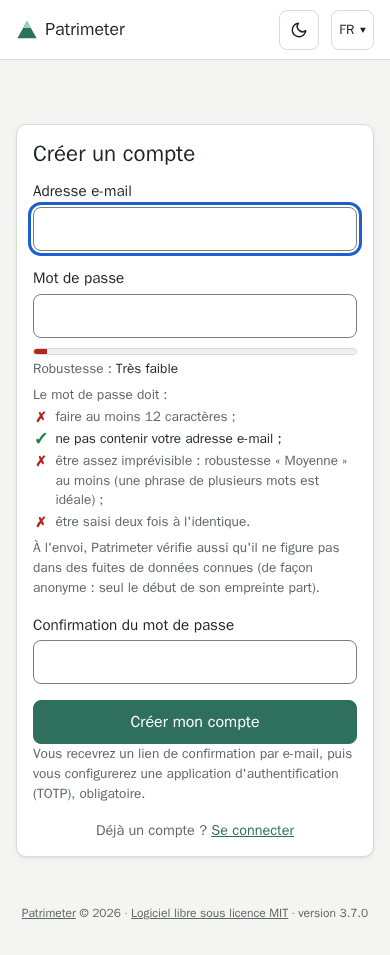 Patrimeter
FR ▾
Créer un compte
Adresse e-mail
Mot de passe
Robustesse : Très faible
Le mot de passe doit :
✗ faire au moins 12 caractères ;
✓ ne pas contenir votre adresse e-mail ;
✗ être assez imprévisible : robustesse « Moyenne »
au moins (une phrase de plusieurs mots est
idéale) ;
✗ être saisi deux fois à l'identique.
À l'envoi, Patrimeter vérifie aussi qu'il ne figure pas
dans des fuites de données connues (de façon
anonyme : seul le début de son empreinte part).
Confirmation du mot de passe
Créer mon compte
Vous recevrez un lien de confirmation par e-mail, puis
vous configurerez une application d'authentification
(TOTP), obligatoire.
Déjà un compte ? Se connecter
Patrimeter © 2026 · Logiciel libre sous licence MIT · version 3.7.0